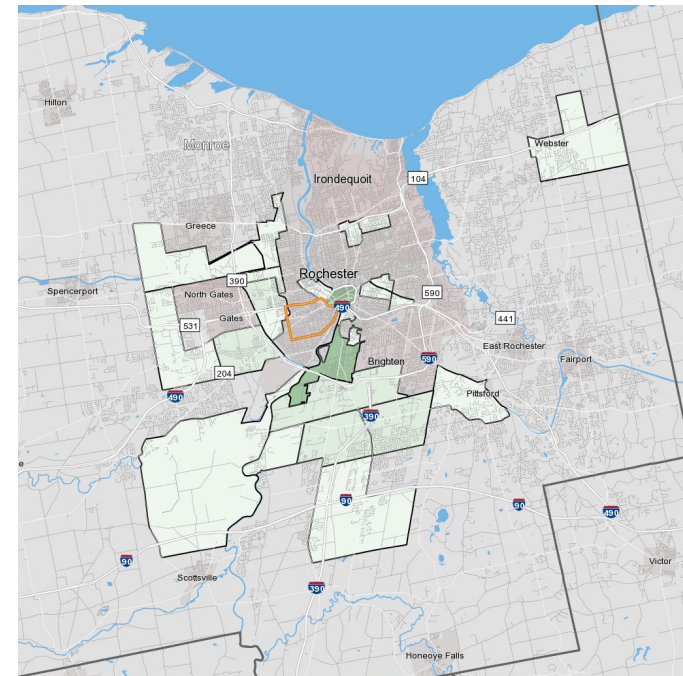 Hilton
Webster
Monroe
Irondequoit
104
Greece
Rochester
390
Spencerport
North Gates
590
490
Gates
441
531
East Rochester
Brighton
590
Fairport
204
490
Pittsford
390
e
90
90
490
90
Victor
Scottsville
390
Honeoye Falls